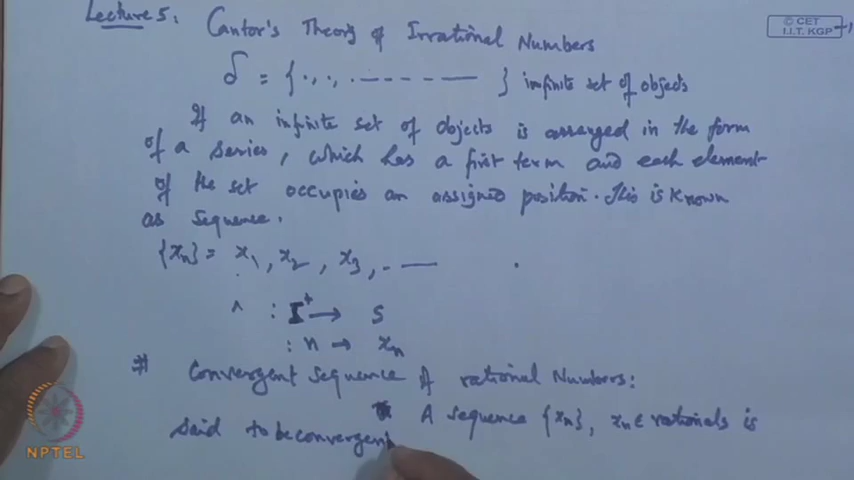 Lecture 5: Cantor's Theory of Irrational Numbers
© CET
I.I.T. KGP
S = {., ., . ------- } infinite set of objects
If an infinite set of objects is arranged in the form
of a series, which has a first term and each element
of the set occupies an assigned position. This is known
as sequence.
{xn} = x1, x2, x3, . ---
: I+ → S
: n → xn
# Convergent sequence of rational Numbers:
A sequence {xn}, xn ∈ rationals is
said to be convergent
NPTEL